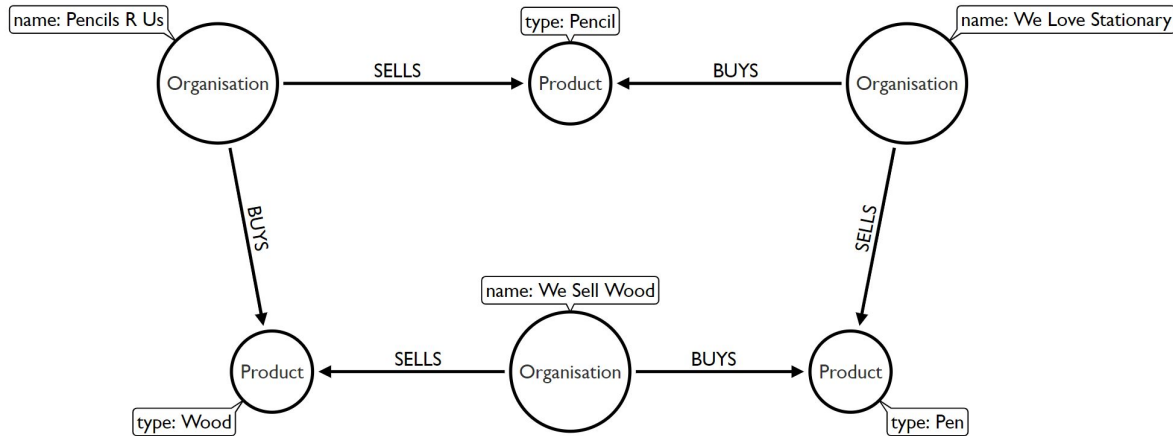 name: Pencils R Us
type: Pencil
name: We Love Stationary
Organisation
SELLS
Product
BUYS
Organisation
BUYS
SELLS
name: We Sell Wood
Product
SELLS
Organisation
BUYS
Product
type: Wood
type: Pen